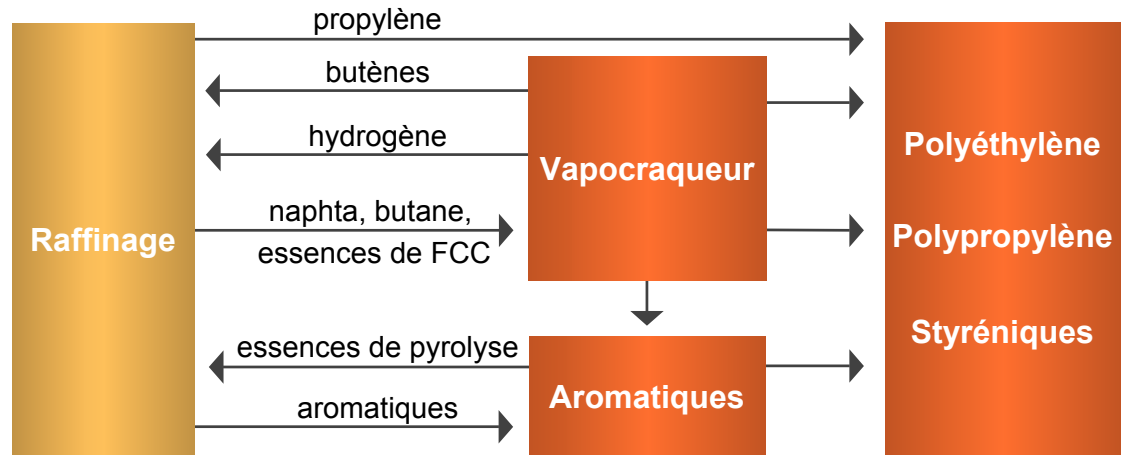 propylène
butènes
hydrogène
naphta, butane,
essences de FCC
essences de pyrolyse
aromatiques
Raffinage
Vapocraqueur
Aromatiques
Polyéthylène
Polypropylène
Styréniques